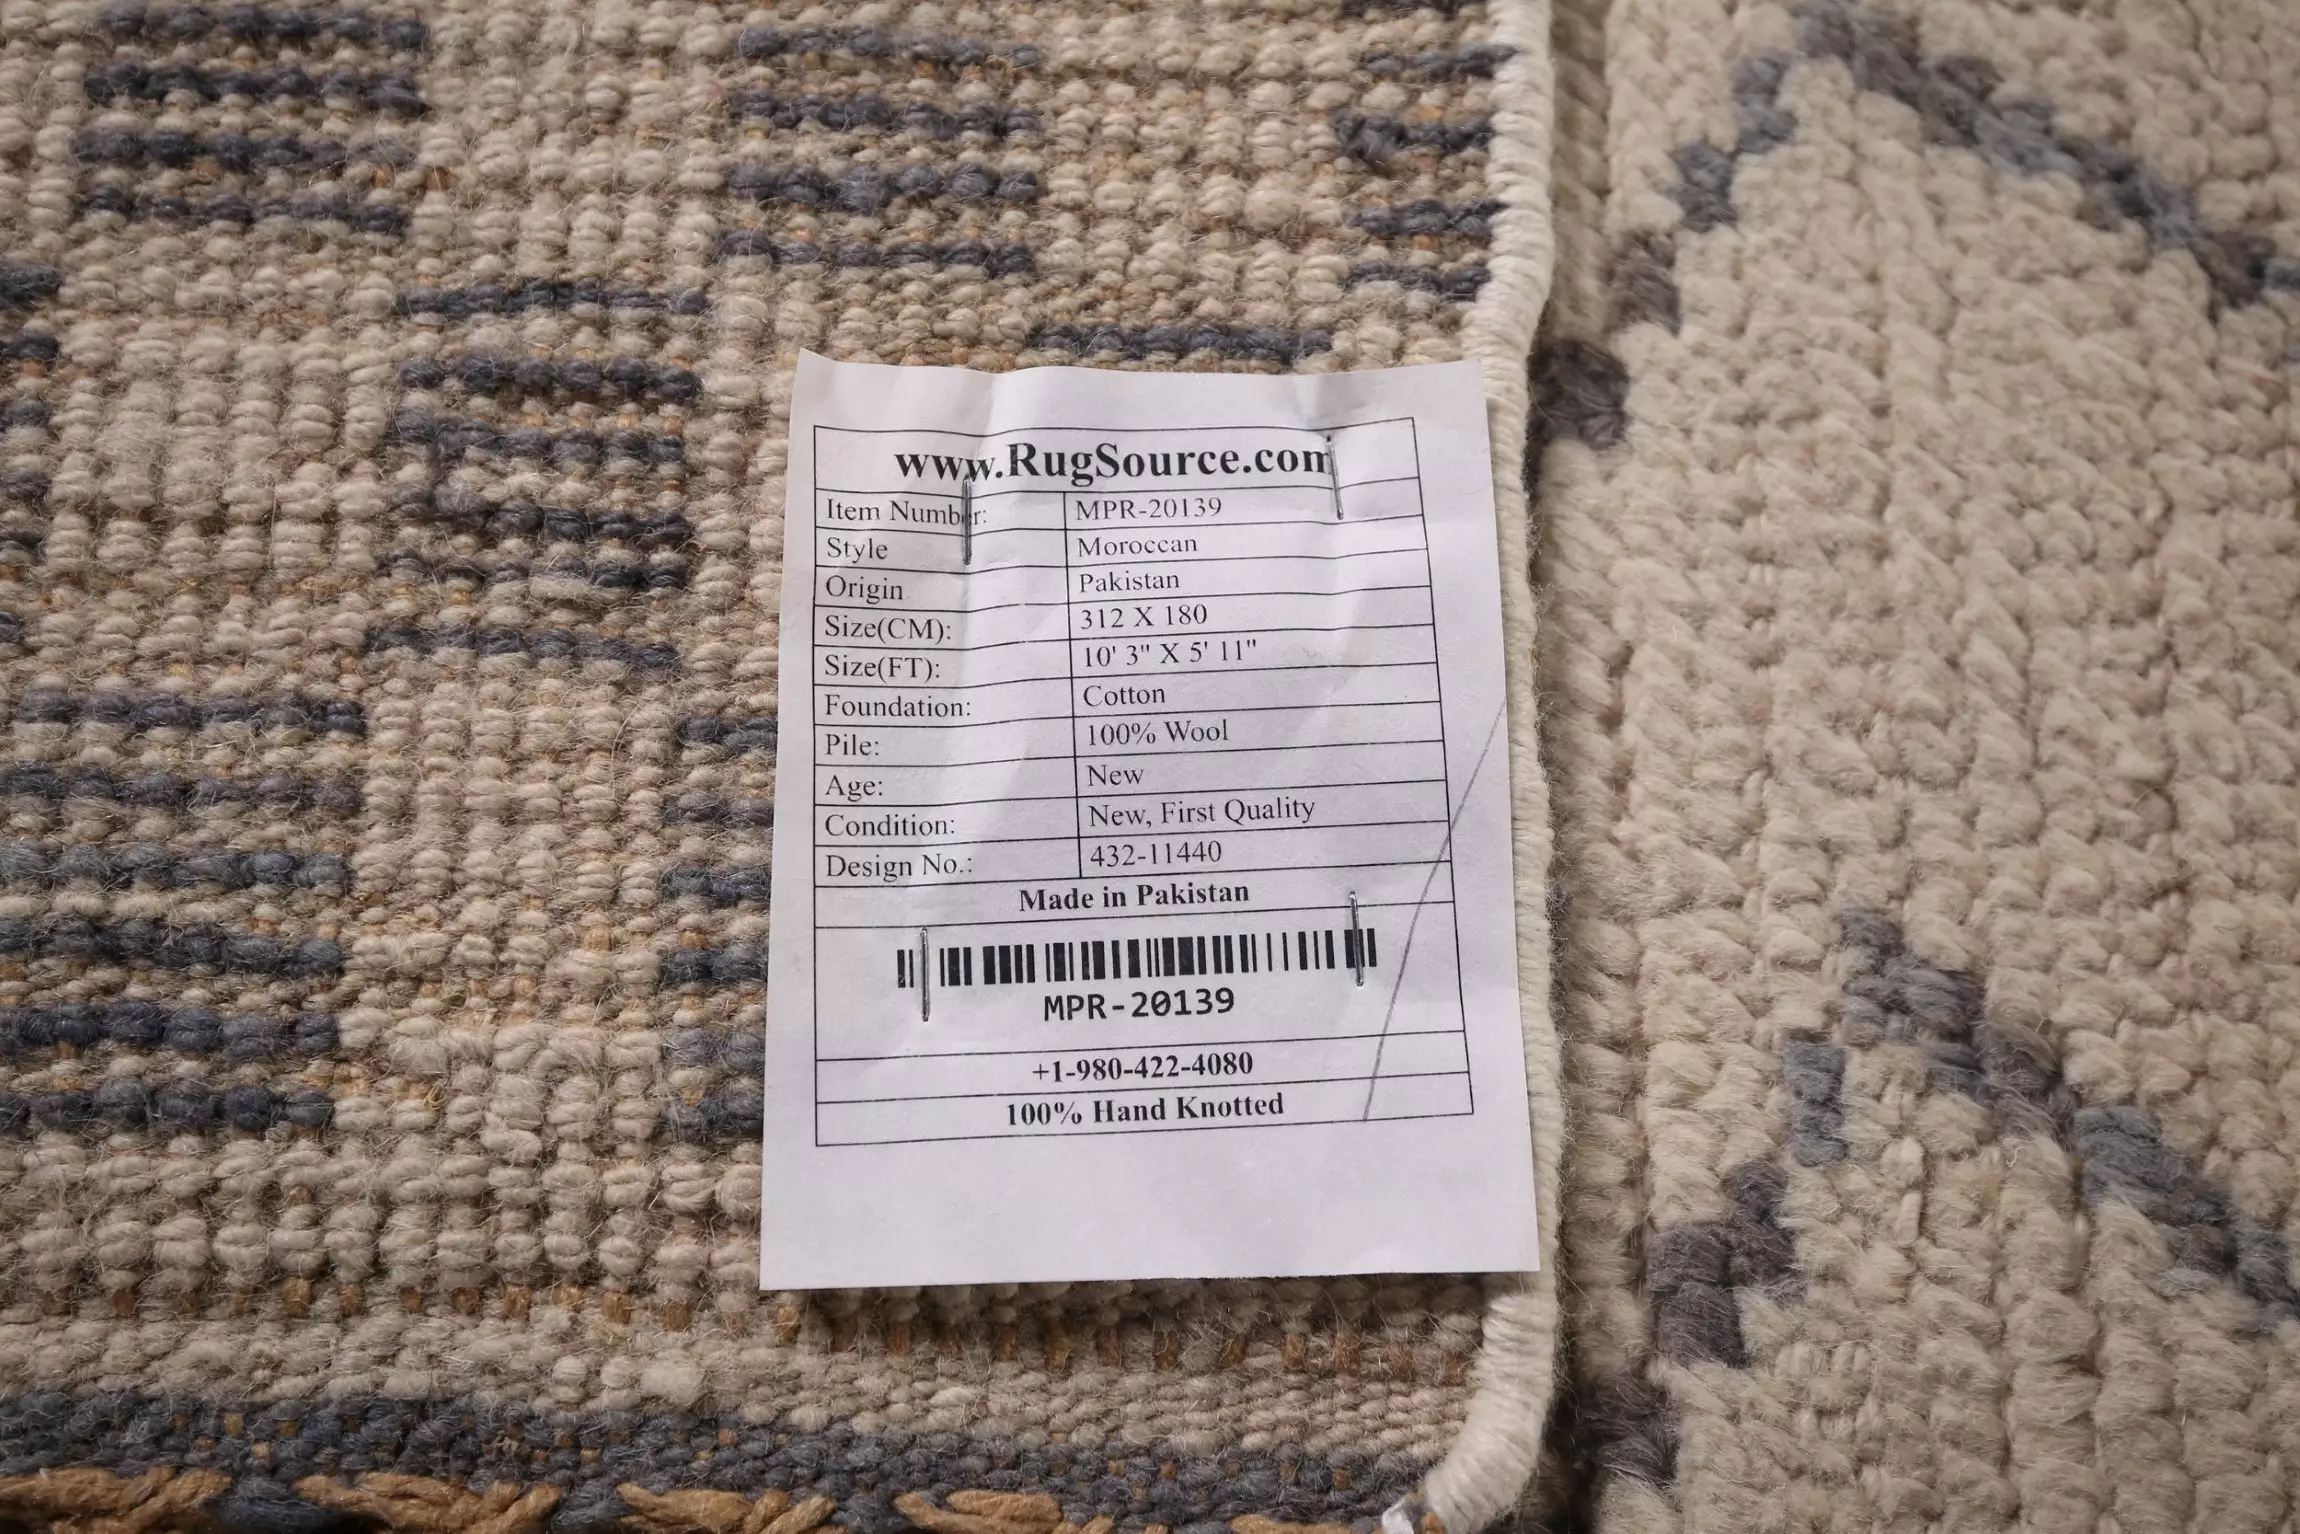 www.RugSource.com
Item Number: MPR-20139
Style Moroccan
Origin Pakistan
Size(CM): 312 X 180
Size(FT): 10' 3" X 5' 11"
Foundation: Cotton
Pile: 100% Wool
Age: New
Condition: New, First Quality
Design No.: 432-11440
Made in Pakistan
MPR-20139
+1-980-422-4080
100% Hand Knotted